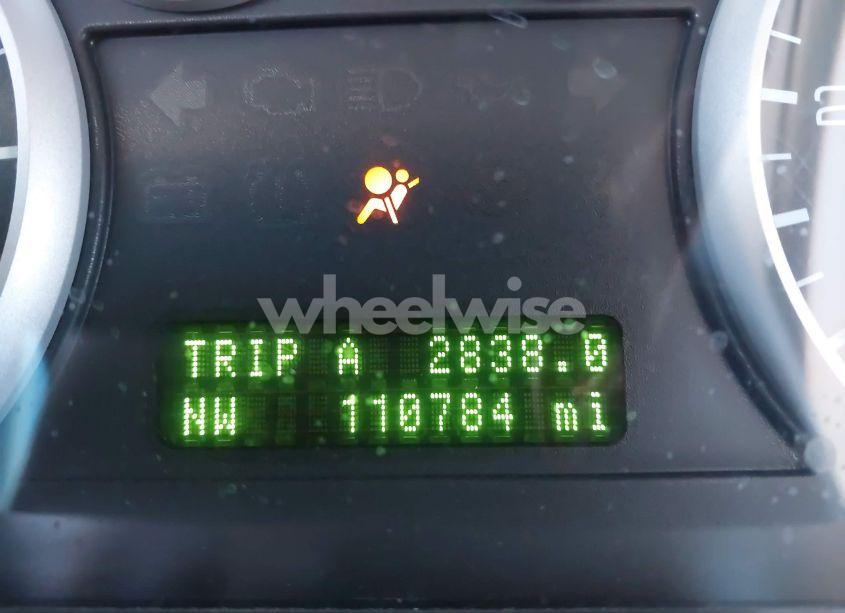 wheelwise
TRIP A 2838.0
NW 110784 mi